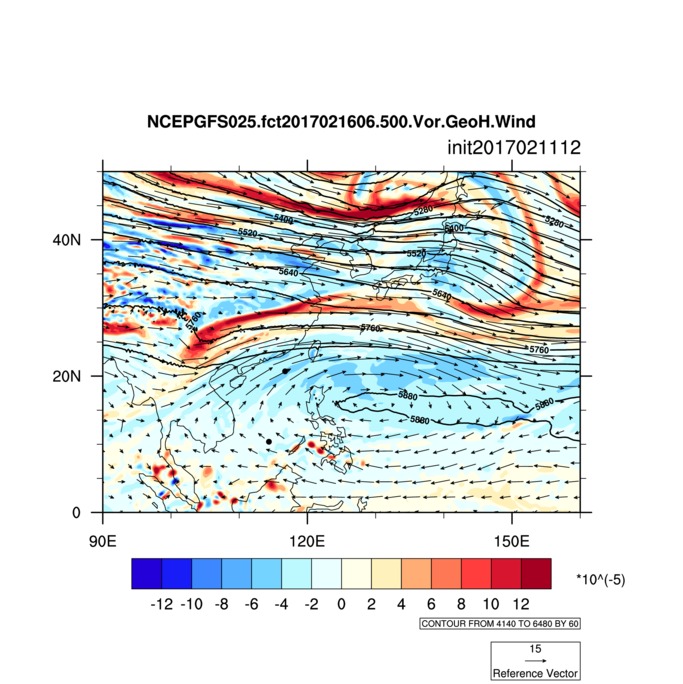 NCEPGFS025.fct2017021606.500.Vor.GeoH.Wind
init2017021112
5280
5400
5280
5400
5520
5520
5640
5640
40N
5760
5760
20N
5880
5880
5880
0
90E 120E 150E
-12 -10 -8 -6 -4 -2 0 2 4 6 8 10 12
*10^(-5)
CONTOUR FROM 4140 TO 6480 BY 60
15
Reference Vector